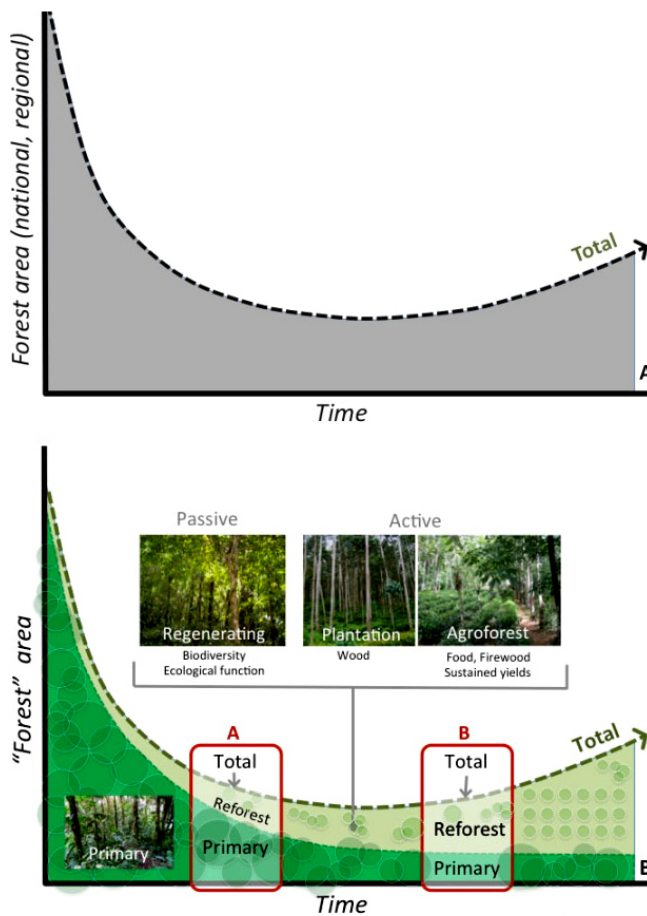 Forest area (national, regional)
Total
A
Time
"Forest" area
Passive
Active
Regenerating
Plantation
Agroforest
Biodiversity
Ecological function
Wood
Food, Firewood
Sustained yields
A
B
Total
Total
Total
Reforest
Reforest
Primary
Primary
Primary
B
Time